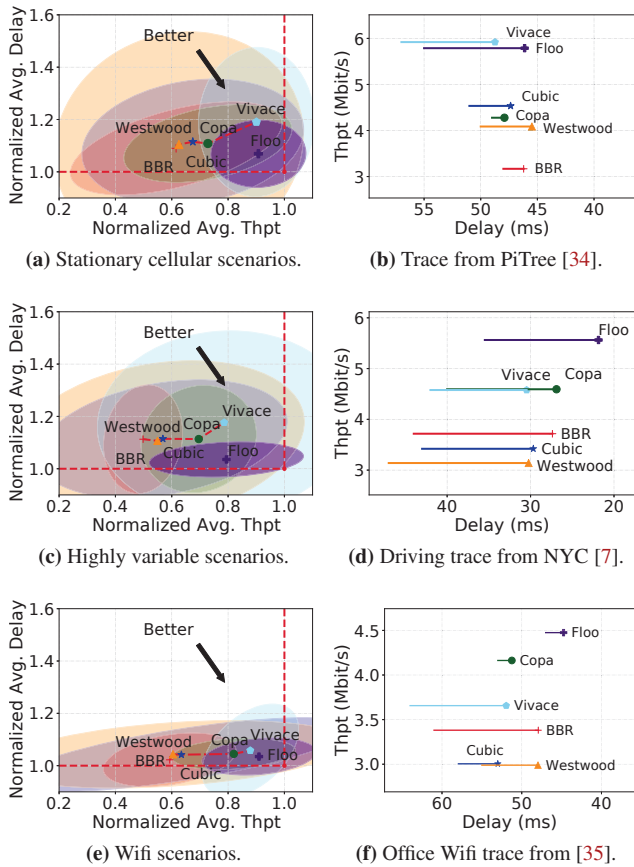 Normalized Avg. Delay
1.6
1.4
1.2
1.0
0.2 0.4 0.6 0.8 1.0
Normalized Avg. Thpt
Better
Vivace
Westwood
Copa
BBR
Cubic
Floo
(a) Stationary cellular scenarios.
Thpt (Mbit/s)
6
5
4
3
55 50 45 40
Delay (ms)
Vivace
Floo
Cubic
Copa
Westwood
BBR
(b) Trace from PiTree [34].
Normalized Avg. Delay
1.6
1.4
1.2
1.0
0.2 0.4 0.6 0.8 1.0
Normalized Avg. Thpt
Better
Vivace
Westwood
Copa
BBR
Cubic
Floo
(c) Highly variable scenarios.
Thpt (Mbit/s)
6
5
4
3
40 30 20
Delay (ms)
Floo
Vivace
Copa
BBR
Cubic
Westwood
(d) Driving trace from NYC [7].
Normalized Avg. Delay
1.6
1.4
1.2
1.0
0.2 0.4 0.6 0.8 1.0
Normalized Avg. Thpt
Better
Westwood
Copa
Vivace
BBR
Cubic
Floo
(e) Wifi scenarios.
Thpt (Mbit/s)
4.5
4.0
3.5
3.0
60 50 40
Delay (ms)
Floo
Copa
Vivace
BBR
Cubic
Westwood
(f) Office Wifi trace from [35].